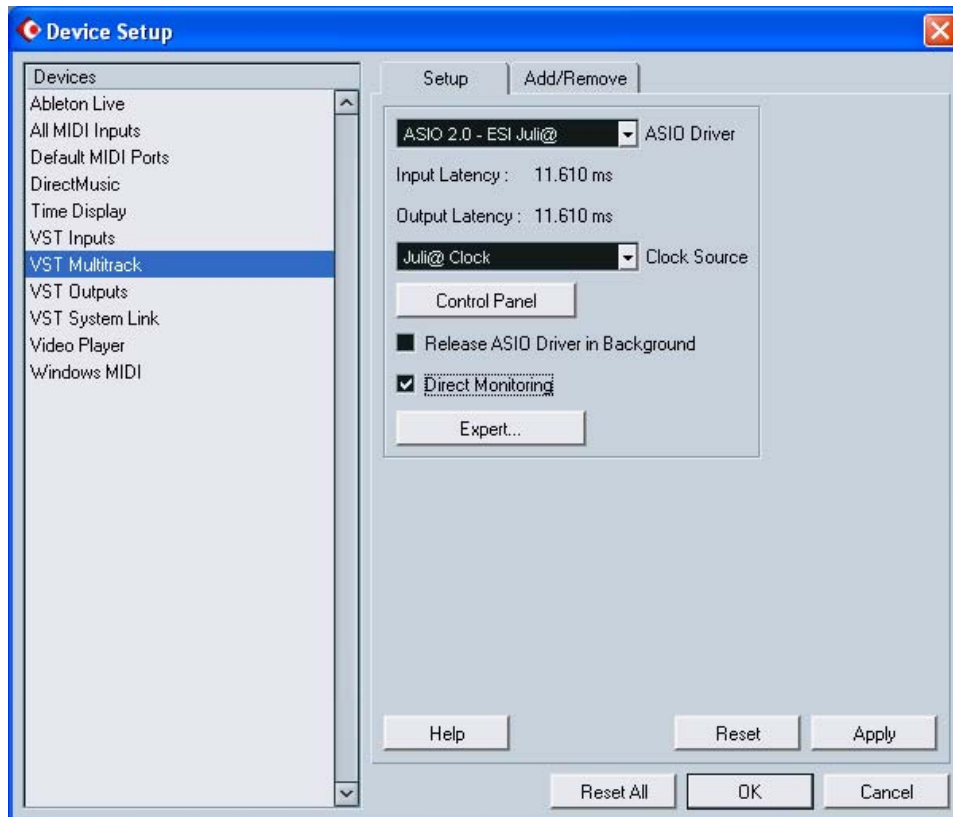 Device Setup
Devices
Ableton Live
All MIDI Inputs
Default MIDI Ports
DirectMusic
Time Display
VST Inputs
VST Multitrack
VST Outputs
VST System Link
Video Player
Windows MIDI
Setup
Add/Remove
ASIO 2.0 - ESI Juli@
ASIO Driver
Input Latency : 11.610 ms
Output Latency : 11.610 ms
Juli@ Clock
Clock Source
Control Panel
Release ASIO Driver in Background
Direct Monitoring
Expert...
Help
Reset
Apply
Reset All
OK
Cancel